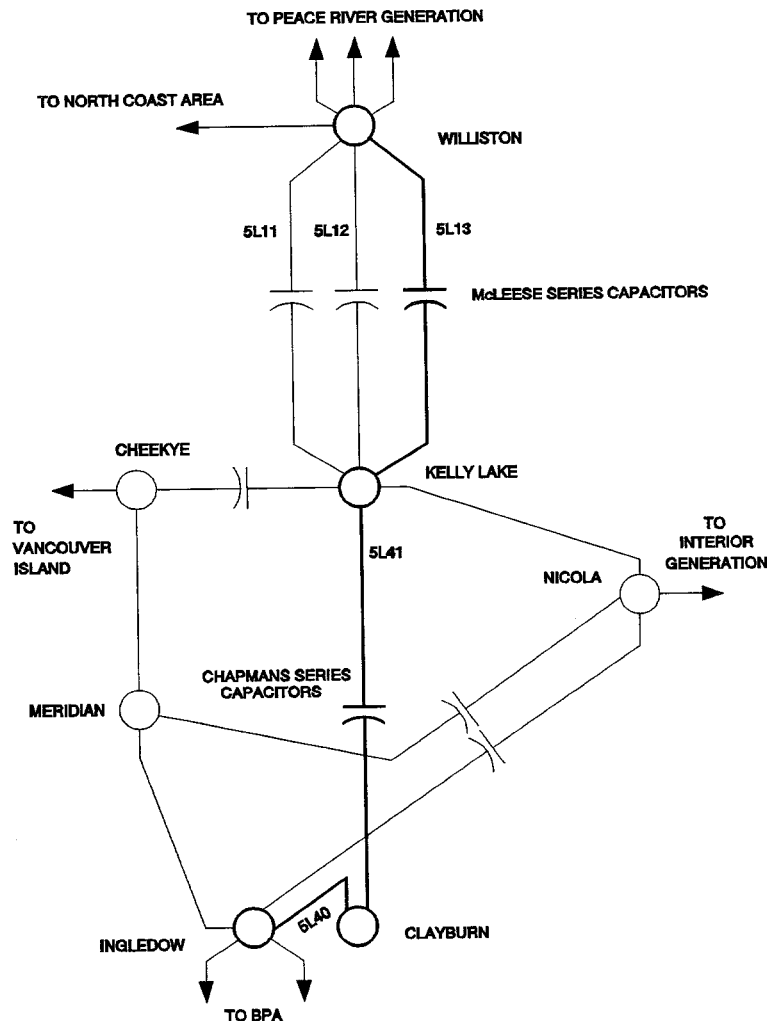 TO PEACE RIVER GENERATION
TO NORTH COAST AREA
WILLISTON
5L11
5L12
5L13
McLEESE SERIES CAPACITORS
CHEEKYE
KELLY LAKE
TO
VANCOUVER
ISLAND
5L41
TO
INTERIOR
GENERATION
NICOLA
CHAPMANS SERIES
CAPACITORS
MERIDIAN
5L40
INGLEDOW
CLAYBURN
TO BPA